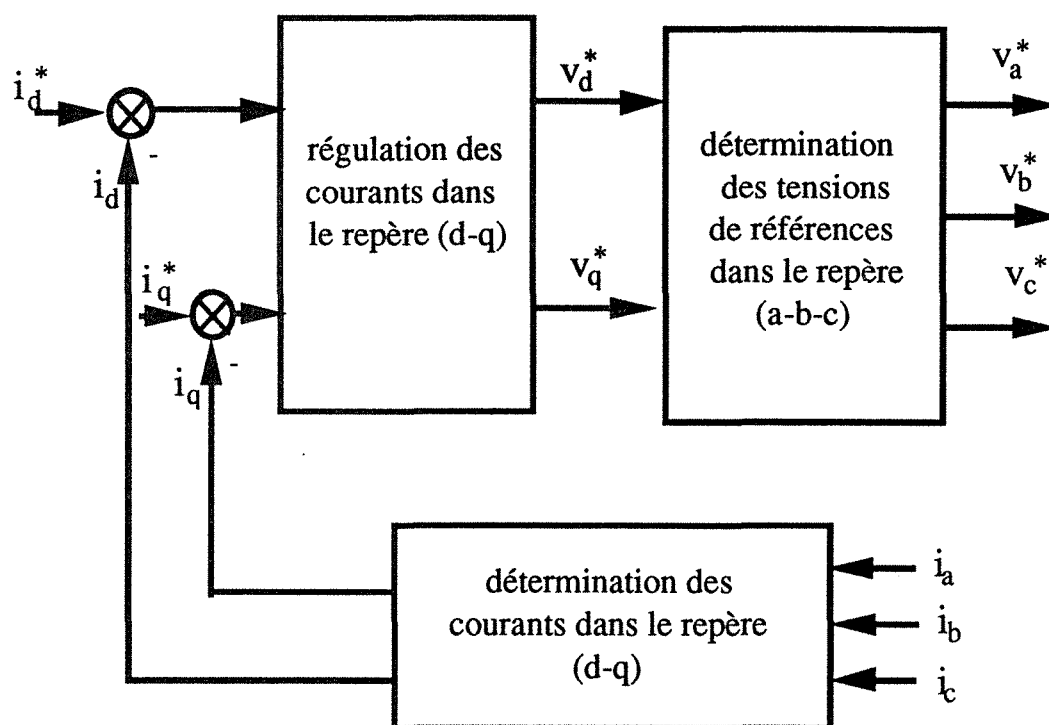 i_d^*
i_d
-
i_q^*
i_q
-
régulation des
courants dans
le repère (d-q)
v_d^*
v_q^*
détermination
des tensions
de références
dans le repère
(a-b-c)
v_a^*
v_b^*
v_c^*
détermination des
courants dans le repère
(d-q)
i_a
i_b
i_c